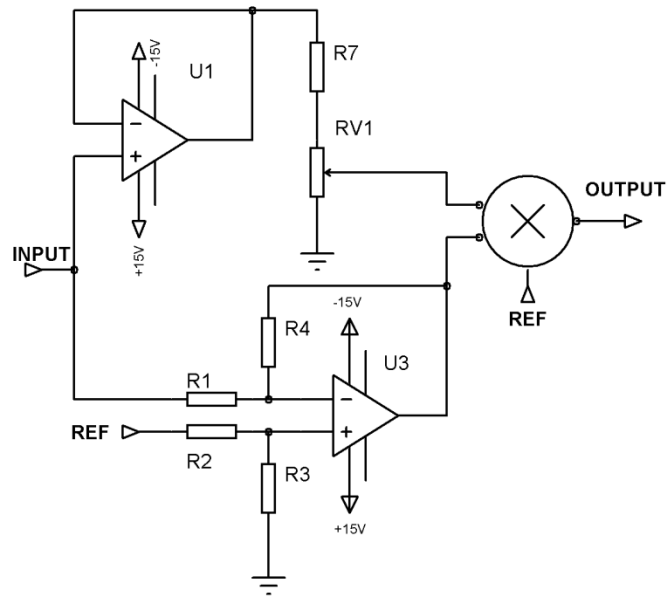 -15V
U1
R7
RV1
OUTPUT
INPUT
+15V
REF
-15V
R4
U3
R1
REF
R2
R3
+15V